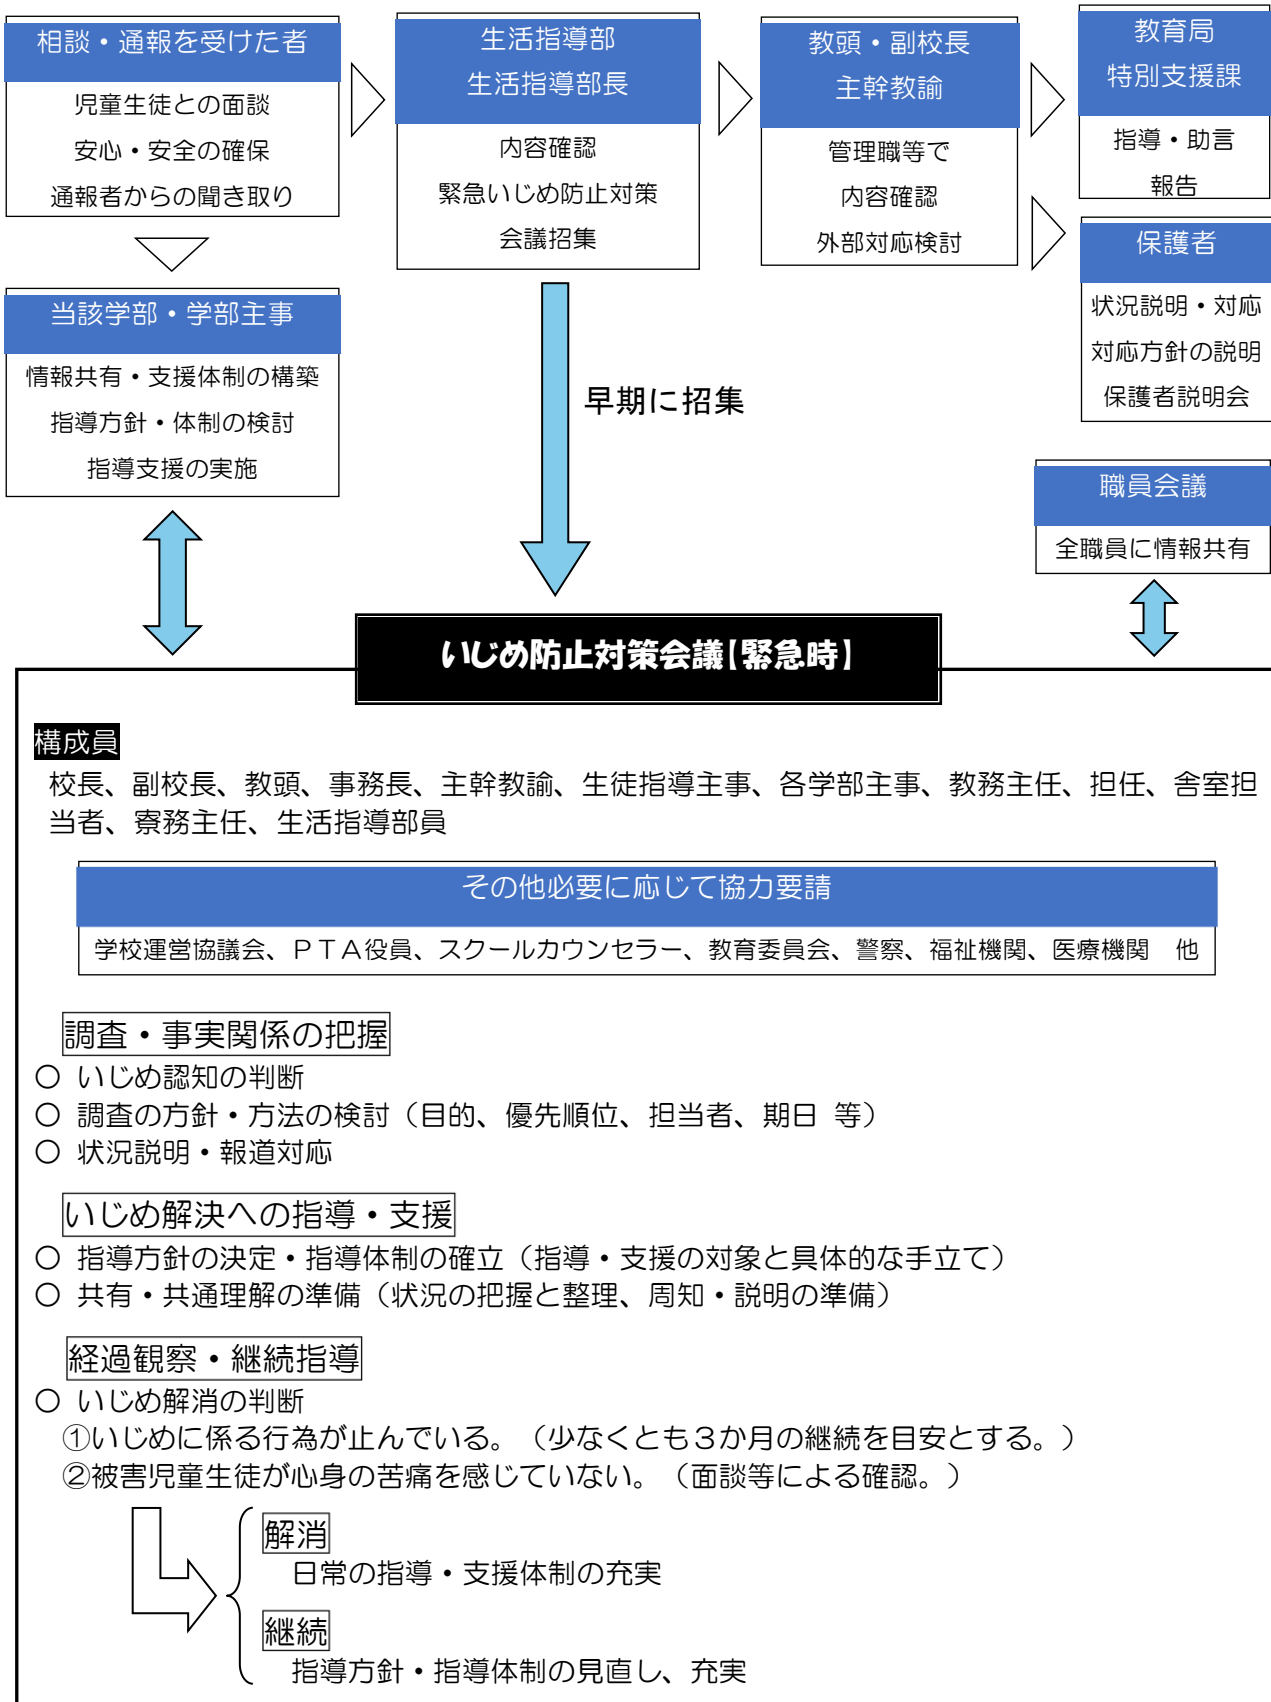 相談・通報を受けた者
児童生徒との面談
安心・安全の確保
通報者からの聞き取り
生活指導部
生活指導部長
内容確認
緊急いじめ防止対策
会議招集
教頭・副校長
主幹教諭
管理職等で
内容確認
外部対応検討
教育局
特別支援課
指導・助言
報告
保護者
状況説明・対応
対応方針の説明
保護者説明会
当該学部・学部主事
情報共有・支援体制の構築
指導方針・体制の検討
指導支援の実施
早期に招集
職員会議
全職員に情報共有
いじめ防止対策会議【緊急時】
構成員
校長、副校長、教頭、事務長、主幹教諭、生徒指導主事、各学部主事、教務主任、担任、舎室担
当者、寮務主任、生活指導部員
その他必要に応じて協力要請
学校運営協議会、ＰＴＡ役員、スクールカウンセラー、教育委員会、警察、福祉機関、医療機関　他
調査・事実関係の把握
○ いじめ認知の判断
○ 調査の方針・方法の検討（目的、優先順位、担当者、期日 等）
○ 状況説明・報道対応
いじめ解決への指導・支援
○ 指導方針の決定・指導体制の確立（指導・支援の対象と具体的な手立て）
○ 共有・共通理解の準備（状況の把握と整理、周知・説明の準備）
経過観察・継続指導
○ いじめ解消の判断
①いじめに係る行為が止んでいる。（少なくとも３か月の継続を目安とする。）
②被害児童生徒が心身の苦痛を感じていない。（面談等による確認。）
解消
日常の指導・支援体制の充実
継続
指導方針・指導体制の見直し、充実